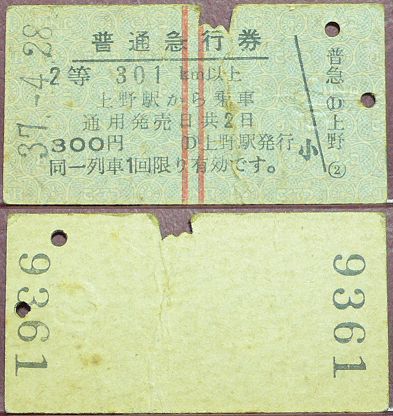 37.-4.28
普通急行券
2等 301 km以上
上野駅から乗車
通用発売日共2日
300円 ⑴上野駅発行
同一列車1回限り有効です。
普急 ⑴上野 ②
小
9361
9361